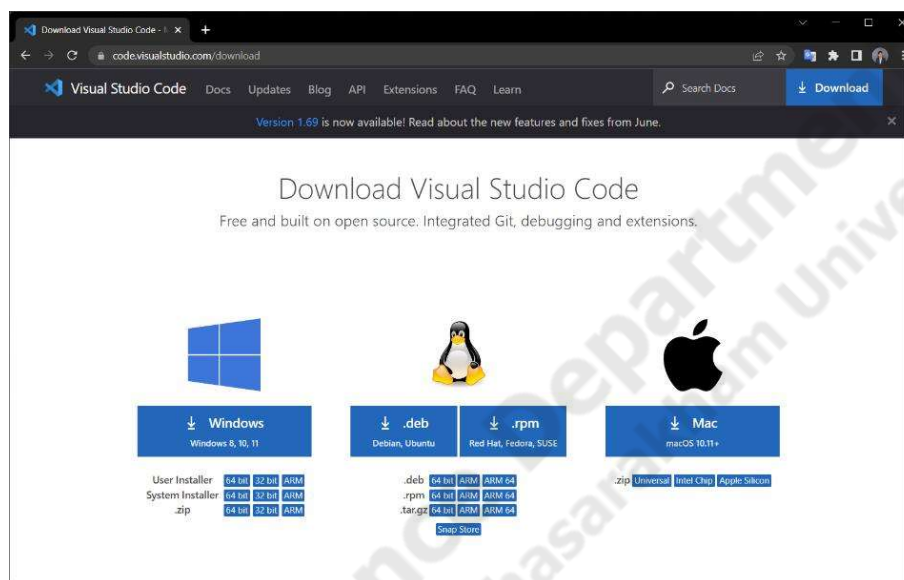 Download Visual Studio Code -
code.visualstudio.com/download
Visual Studio Code Docs Updates Blog API Extensions FAQ Learn Search Docs Download
Version 1.69 is now available! Read about the new features and fixes from June.
Download Visual Studio Code
Free and built on open source. Integrated Git, debugging and extensions.
Windows
Windows 8, 10, 11
.deb
Debian, Ubuntu
.rpm
Red Hat, Fedora, SUSE
Mac
macOS 10.11+
User Installer 64 bit 32 bit ARM
System Installer 64 bit 32 bit ARM
.zip 64 bit 32 bit ARM
.deb 64 bit ARM ARM 64
.rpm 64 bit ARM ARM 64
.tar.gz 64 bit ARM ARM 64
Snap Store
.zip Universal Intel Chip Apple Silicon